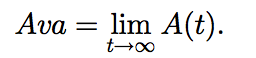 Ava = lim_{t→∞} A(t).